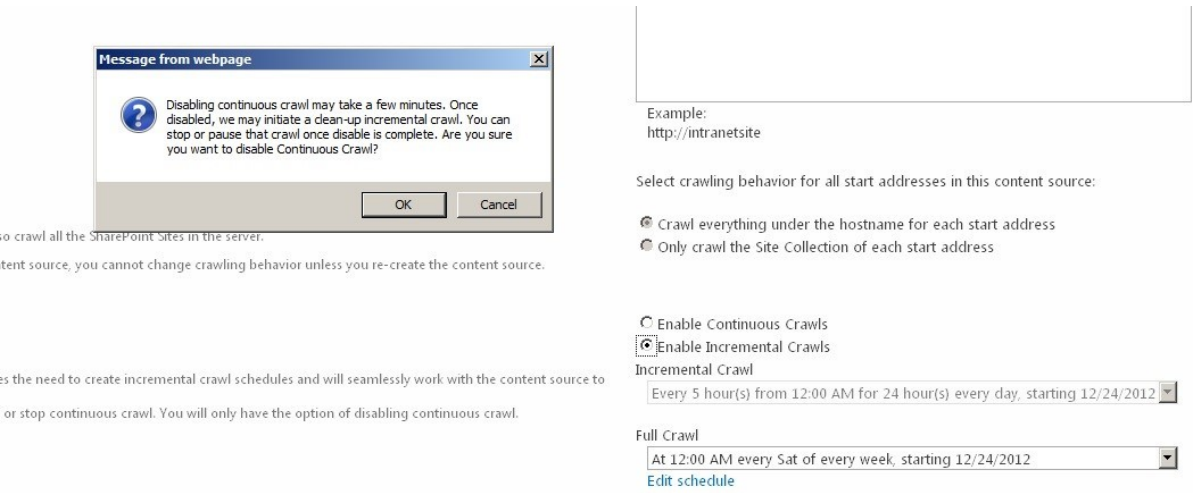 Message from webpage
Disabling continuous crawl may take a few minutes. Once
disabled, we may initiate a clean-up incremental crawl. You can
stop or pause that crawl once disable is complete. Are you sure
you want to disable Continuous Crawl?
OK
Cancel
so crawl all the SharePoint Sites in the server.
tent source, you cannot change crawling behavior unless you re-create the content source.
es the need to create incremental crawl schedules and will seamlessly work with the content source to
or stop continuous crawl. You will only have the option of disabling continuous crawl.
Example:
http://intranetsite
Select crawling behavior for all start addresses in this content source:
Crawl everything under the hostname for each start address
Only crawl the Site Collection of each start address
Enable Continuous Crawls
Enable Incremental Crawls
Incremental Crawl
Every 5 hour(s) from 12:00 AM for 24 hour(s) every day, starting 12/24/2012
Full Crawl
At 12:00 AM every Sat of every week, starting 12/24/2012
Edit schedule